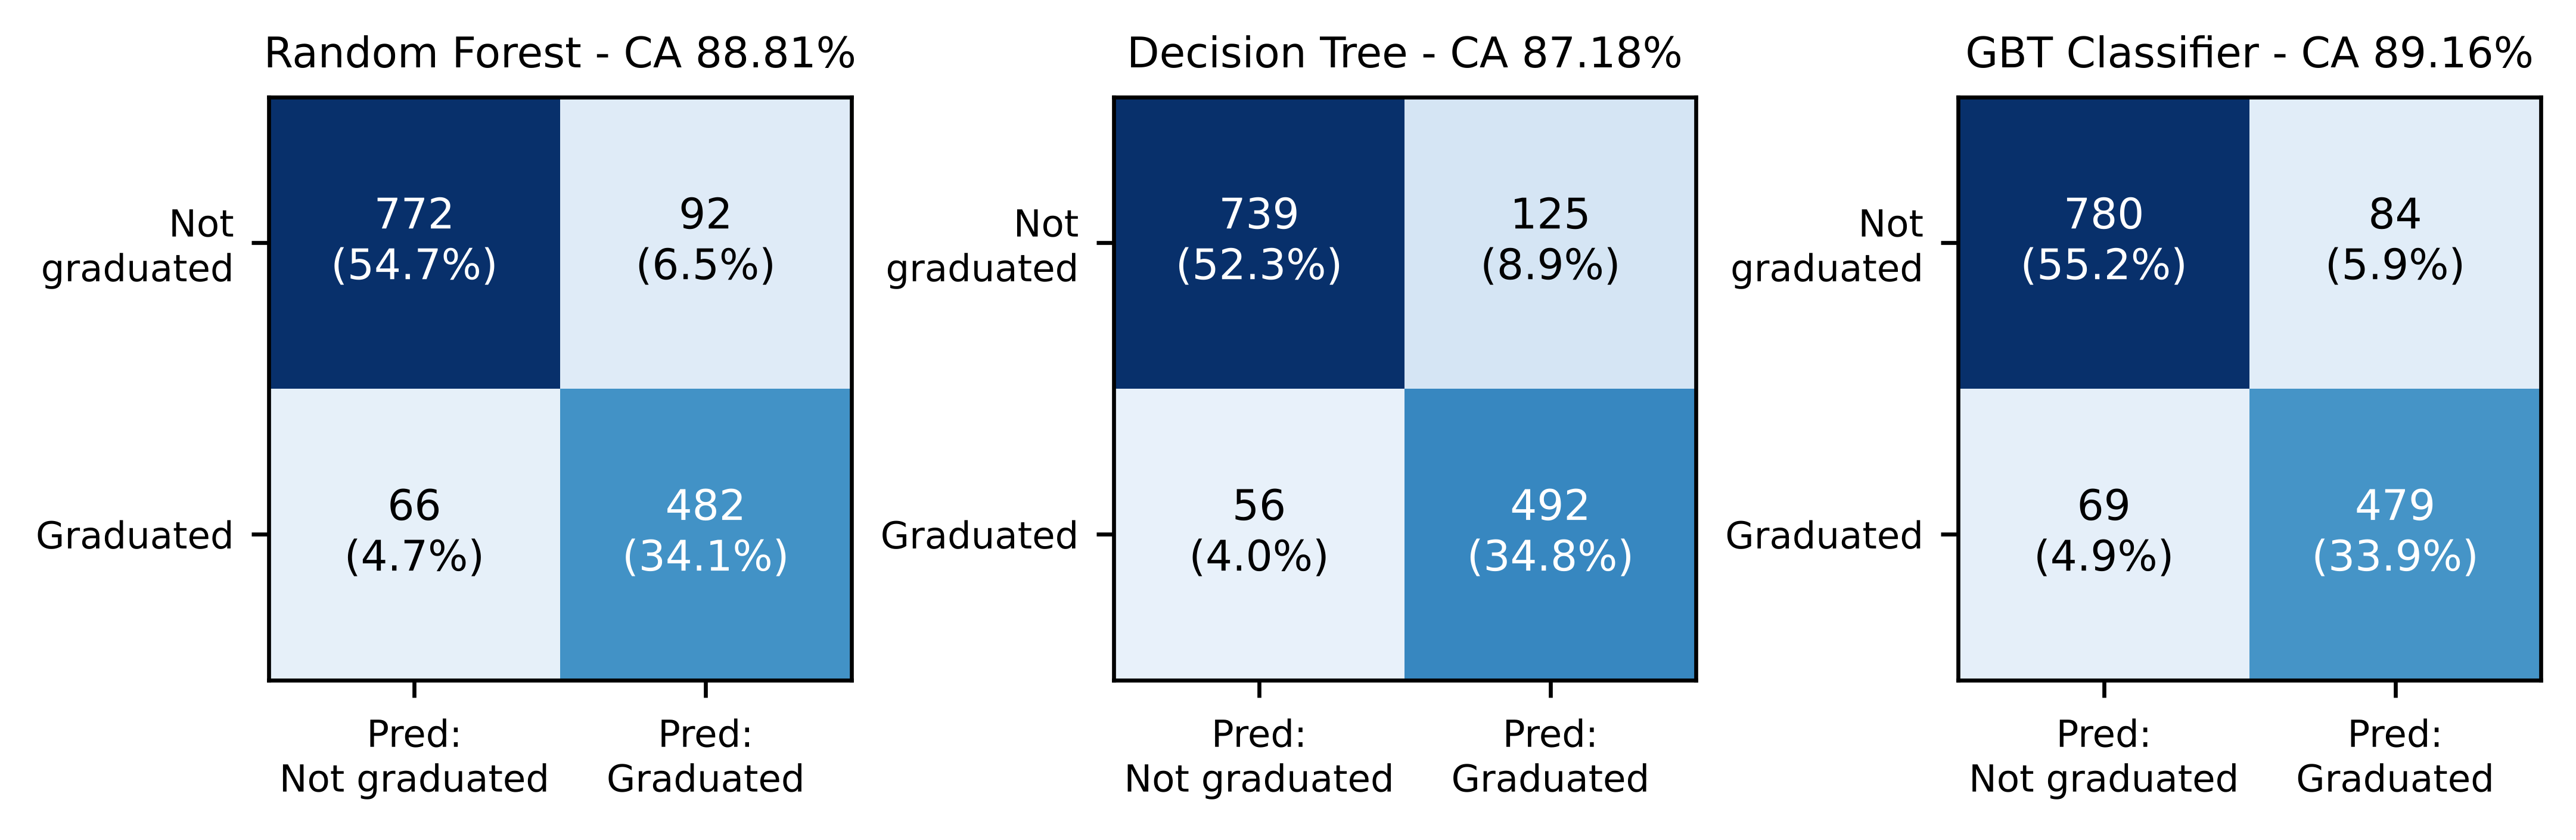 Random Forest - CA 88.81%
Not
graduated
772
(54.7%)
92
(6.5%)
Graduated
66
(4.7%)
482
(34.1%)
Pred:
Not graduated
Pred:
Graduated
Decision Tree - CA 87.18%
Not
graduated
739
(52.3%)
125
(8.9%)
Graduated
56
(4.0%)
492
(34.8%)
Pred:
Not graduated
Pred:
Graduated
GBT Classifier - CA 89.16%
Not
graduated
780
(55.2%)
84
(5.9%)
Graduated
69
(4.9%)
479
(33.9%)
Pred:
Not graduated
Pred:
Graduated